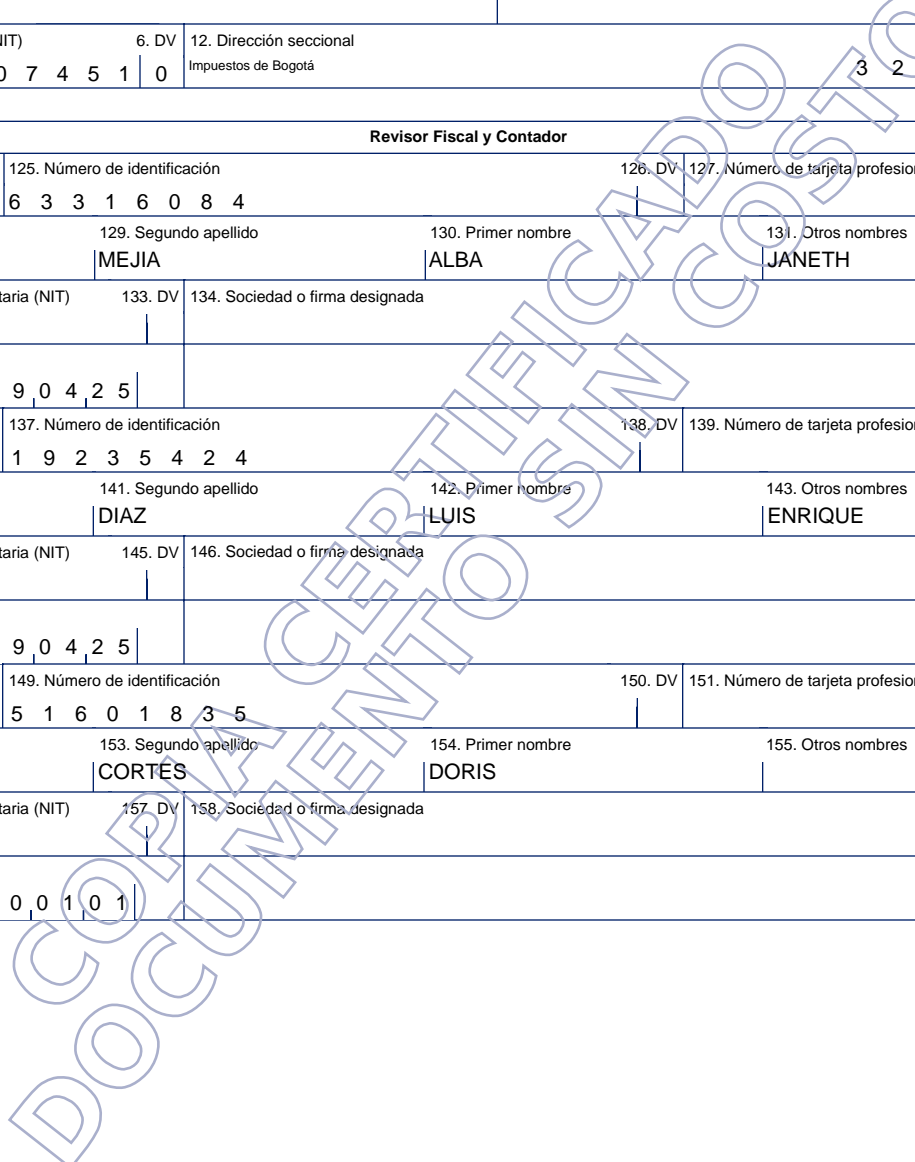 NIT) 6. DV 12. Dirección seccional
0 7 4 5 1 0 Impuestos de Bogotá 3 2
Revisor Fiscal y Contador
125. Número de identificación 126. DV 127. Número de tarjeta profesion
6 3 3 1 6 0 8 4
129. Segundo apellido 130. Primer nombre 131. Otros nombres
MEJIA ALBA JANETH
taria (NIT) 133. DV 134. Sociedad o firma designada
9 0 4 2 5
137. Número de identificación 138. DV 139. Número de tarjeta profesion
1 9 2 3 5 4 2 4
141. Segundo apellido 142. Primer nombre 143. Otros nombres
DIAZ LUIS ENRIQUE
taria (NIT) 145. DV 146. Sociedad o firma designada
9 0 4 2 5
149. Número de identificación 150. DV 151. Número de tarjeta profesion
5 1 6 0 1 8 3 5
153. Segundo apellido 154. Primer nombre 155. Otros nombres
CORTES DORIS
taria (NIT) 157. DV 158. Sociedad o firma designada
0 0 1 0 1
COPIA CERTIFICADO
DOCUMENTO SIN COSTO